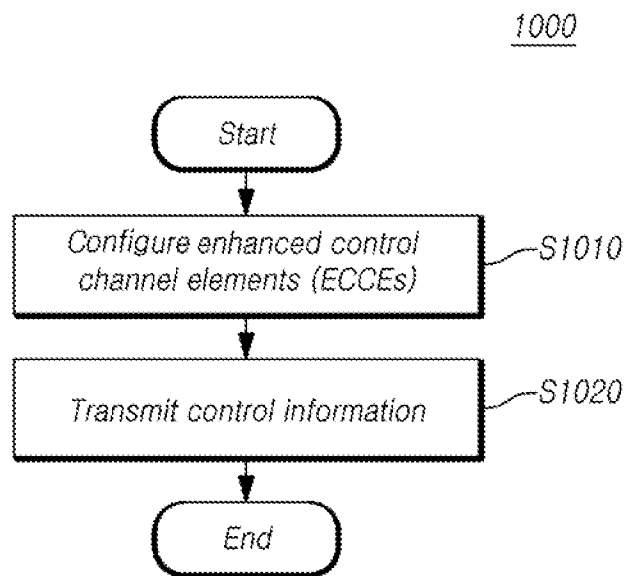 1000
Start
Configure enhanced control
channel elements (ECCEs)
S1010
Transmit control information
S1020
End